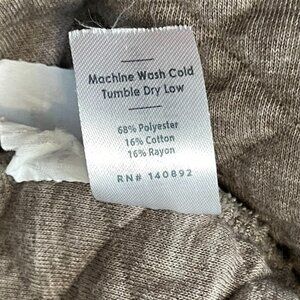 Machine Wash Cold
Tumble Dry Low
68% Polyester
16% Cotton
16% Rayon
RN# 140892